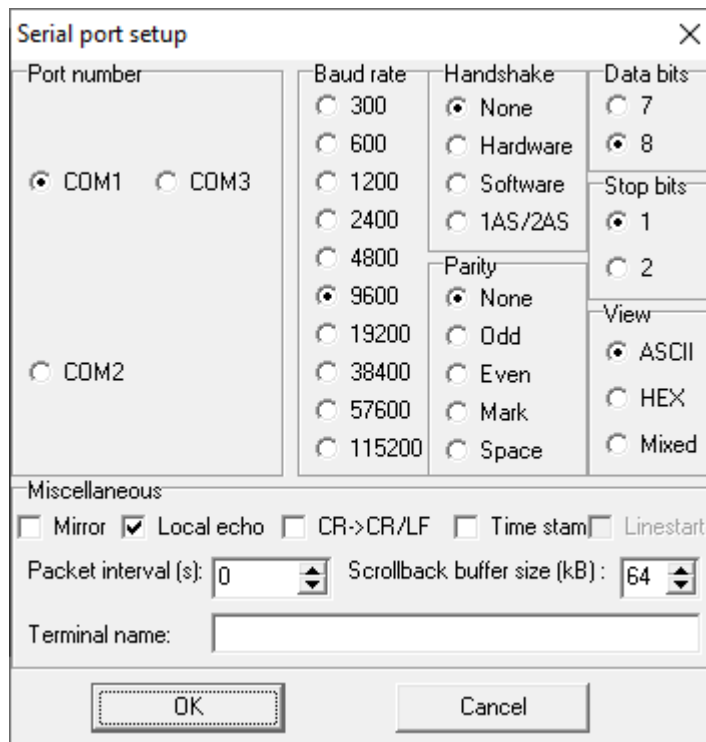 Serial port setup
Port number
COM1
COM3
COM2
Baud rate
300
600
1200
2400
4800
9600
19200
38400
57600
115200
Handshake
None
Hardware
Software
1AS/2AS
Parity
None
Odd
Even
Mark
Space
Data bits
7
8
Stop bits
1
2
View
ASCII
HEX
Mixed
Miscellaneous
Mirror
Local echo
CR->CR/LF
Time stam
Linestart
Packet interval (s): 0
Scrollback buffer size (kB) : 64
Terminal name:
OK
Cancel